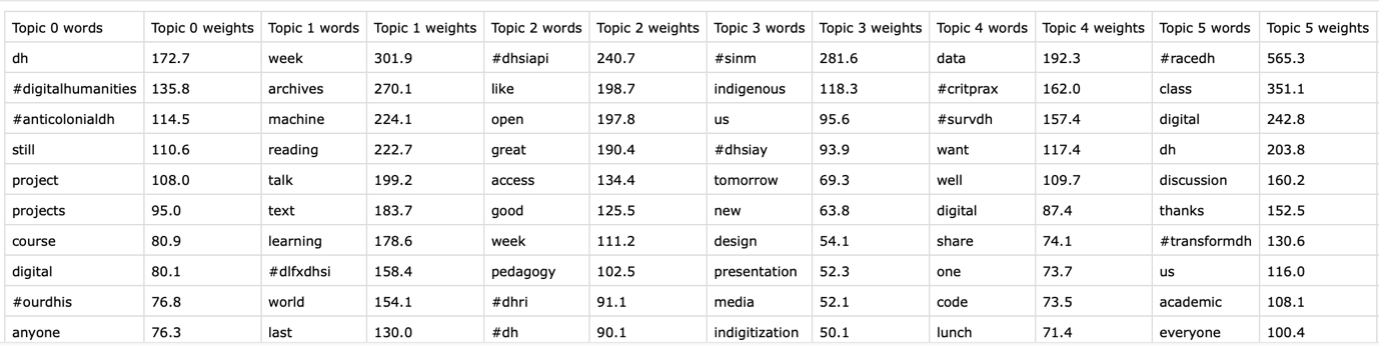 Topic 0 words Topic 0 weights Topic 1 words Topic 1 weights Topic 2 words Topic 2 weights Topic 3 words Topic 3 weights Topic 4 words Topic 4 weights Topic 5 words Topic 5 weights
dh 172.7 week 301.9 #dhsiapi 240.7 #sinm 281.6 data 192.3 #racedh 565.3
#digitalhumanities 135.8 archives 270.1 like 198.7 indigenous 118.3 #critprax 162.0 class 351.1
#anticolonialdh 114.5 machine 224.1 open 197.8 us 95.6 #survdh 157.4 digital 242.8
still 110.6 reading 222.7 great 190.4 #dhsiay 93.9 want 117.4 dh 203.8
project 108.0 talk 199.2 access 134.4 tomorrow 69.3 well 109.7 discussion 160.2
projects 95.0 text 183.7 good 125.5 new 63.8 digital 87.4 thanks 152.5
course 80.9 learning 178.6 week 111.2 design 54.1 share 74.1 #transformdh 130.6
digital 80.1 #dlfxdhsi 158.4 pedagogy 102.5 presentation 52.3 one 73.7 us 116.0
#ourdhis 76.8 world 154.1 #dhri 91.1 media 52.1 code 73.5 academic 108.1
anyone 76.3 last 130.0 #dh 90.1 indigitization 50.1 lunch 71.4 everyone 100.4